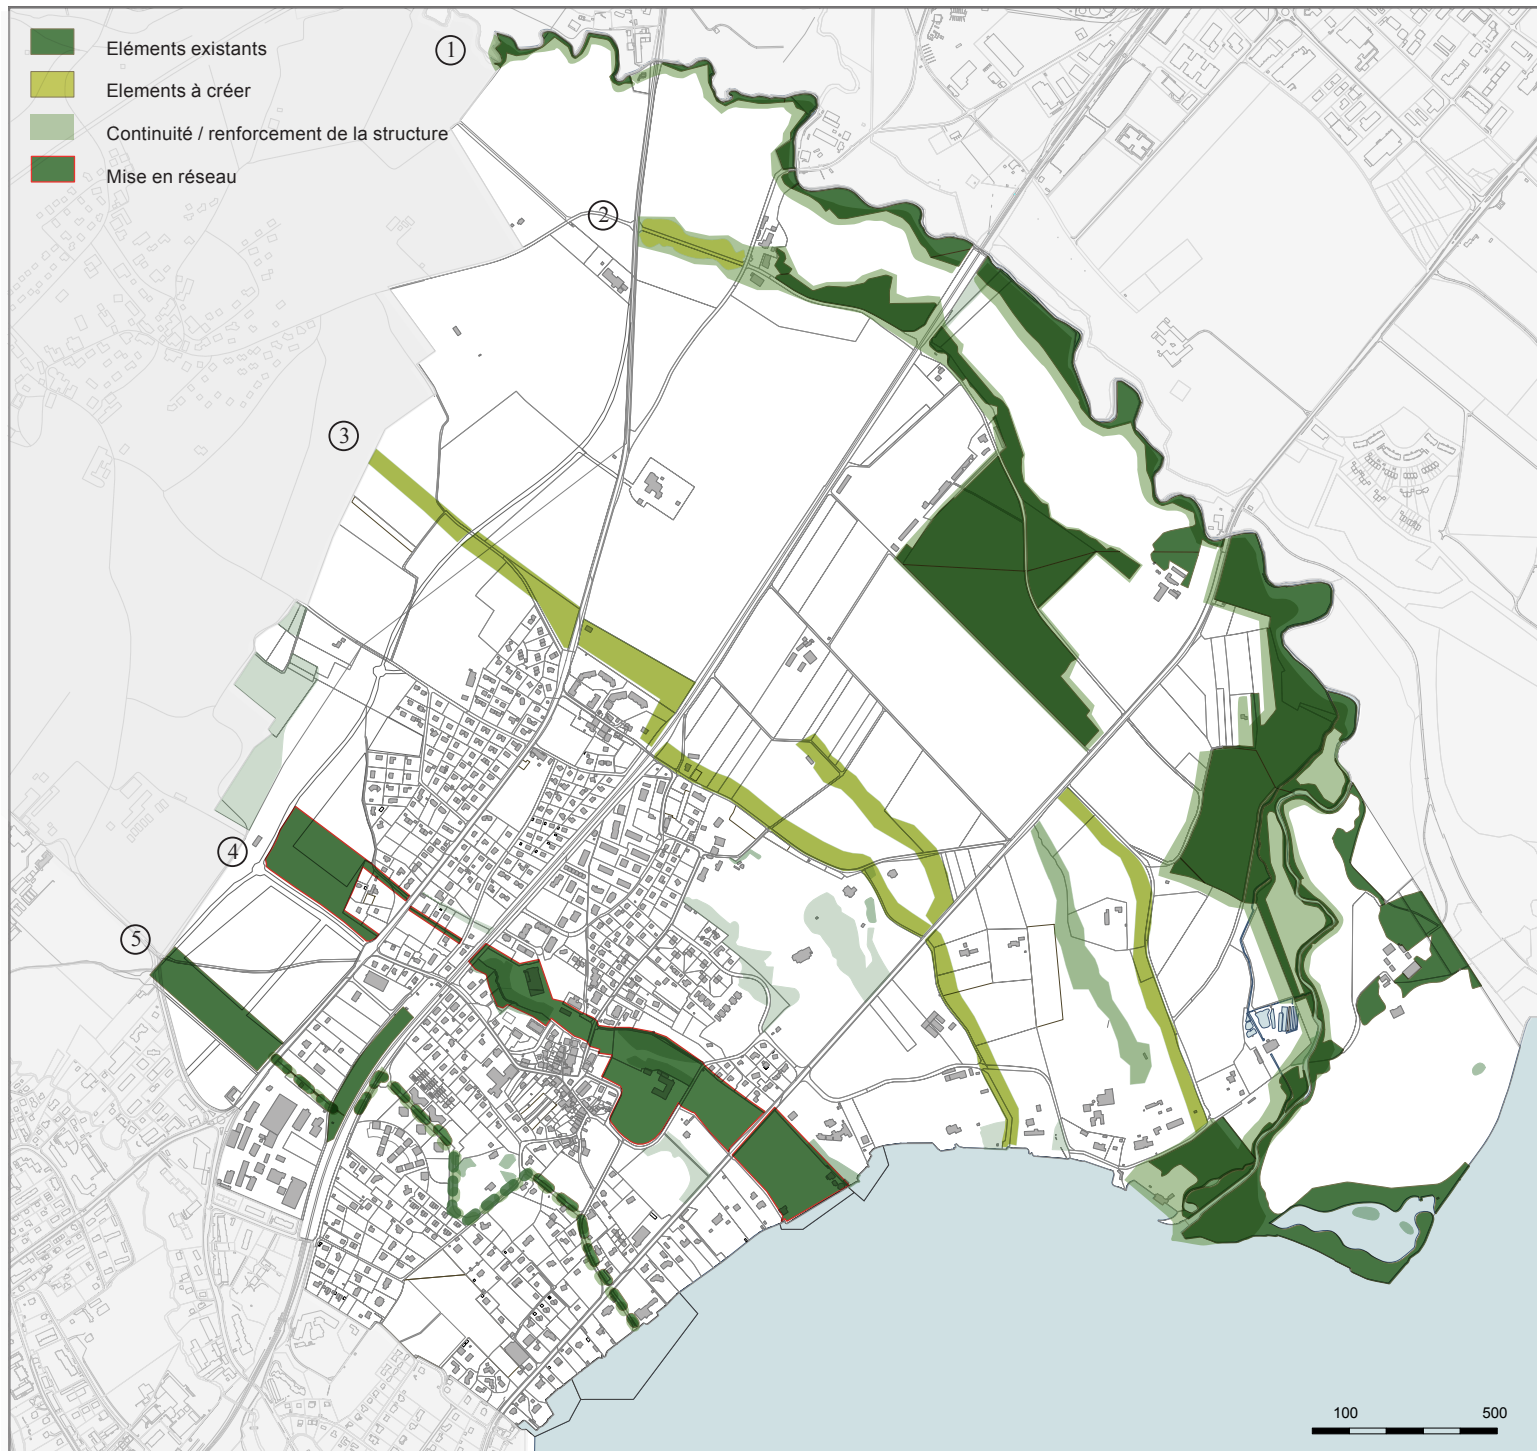 Eléments existants
Elements à créer
Continuité / renforcement de la structure
Mise en réseau
1
2
3
4
5
100 500